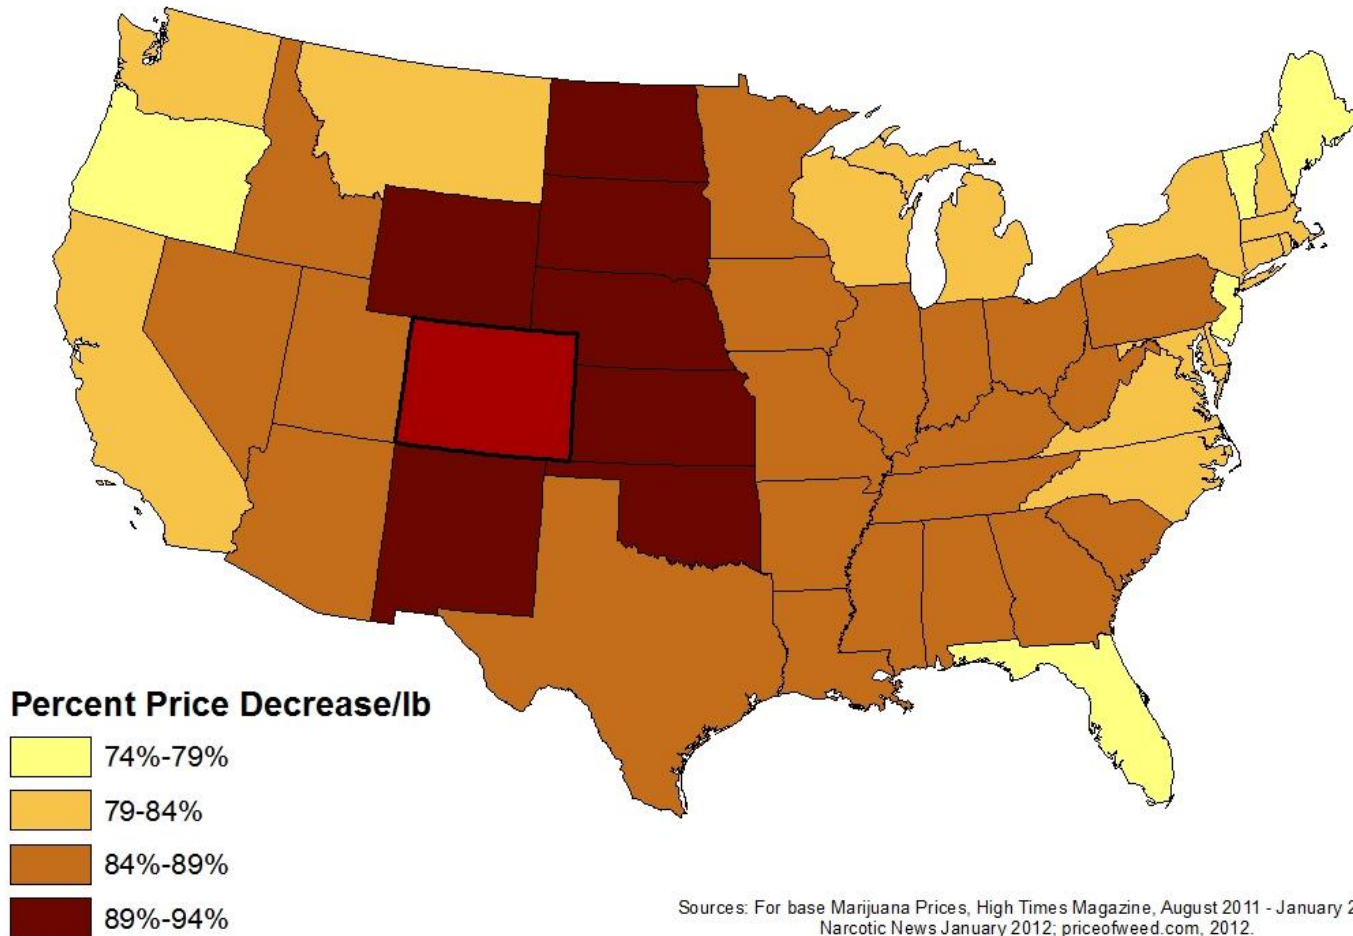 Percent Price Decrease/lb
74%-79%
79-84%
84%-89%
89%-94%
Sources: For base Marijuana Prices, High Times Magazine, August 2011 - January 2
Narcotic News January 2012; priceofweed.com, 2012.